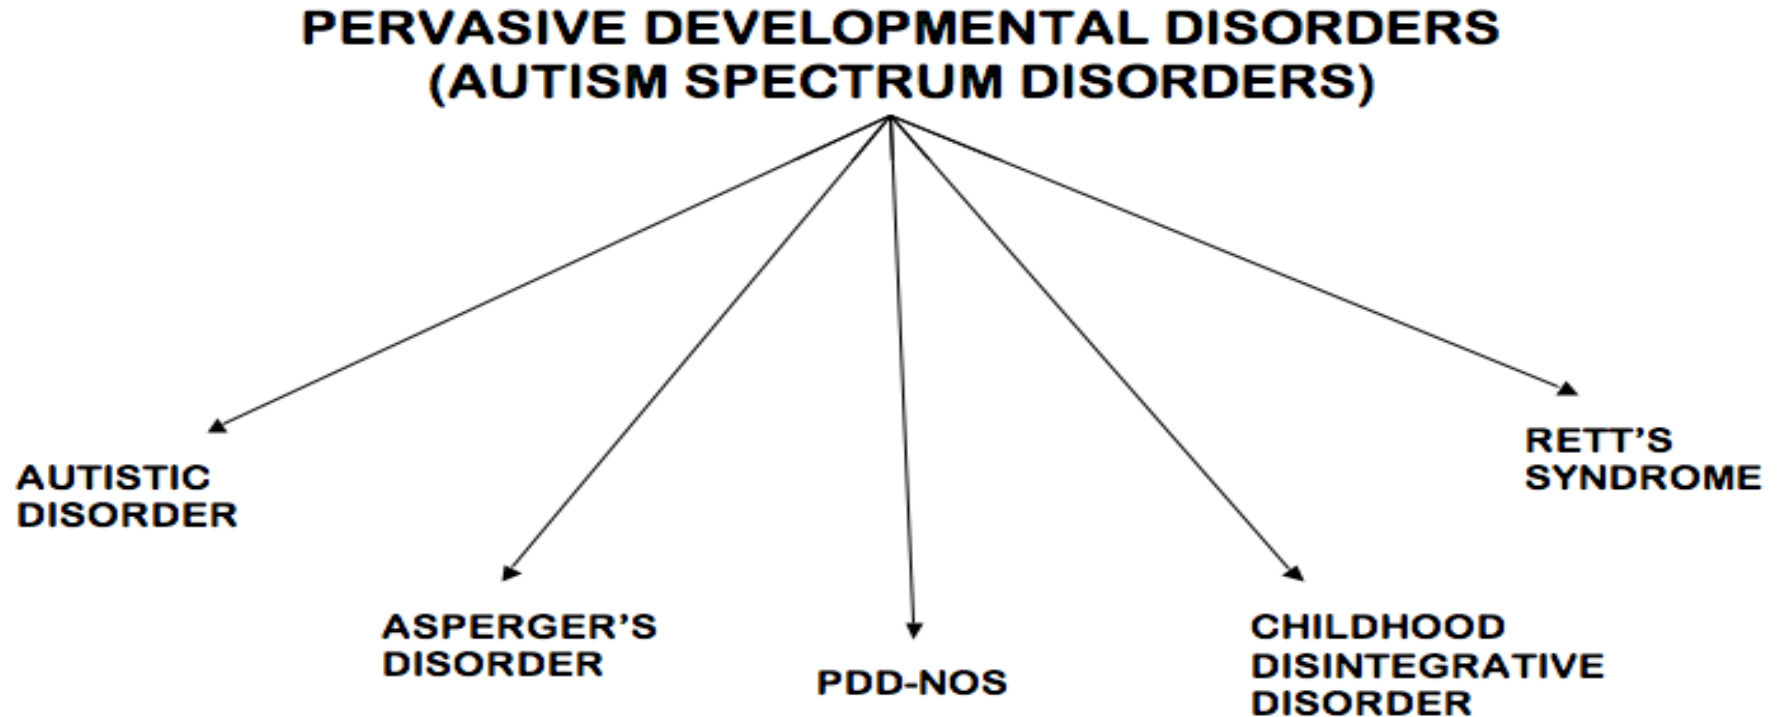 PERVASIVE DEVELOPMENTAL DISORDERS
(AUTISM SPECTRUM DISORDERS)
AUTISTIC
DISORDER
ASPERGER’S
DISORDER
PDD-NOS
CHILDHOOD
DISINTEGRATIVE
DISORDER
RETT’S
SYNDROME